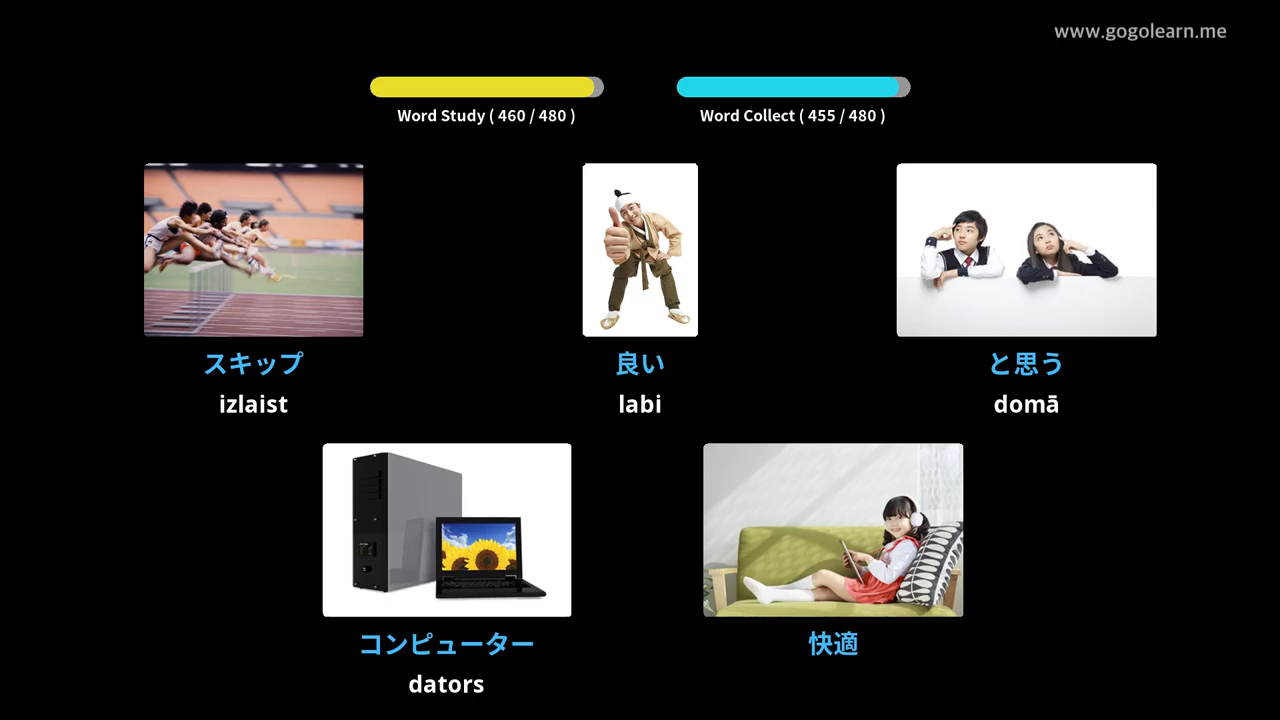 www.gogolearn.me
Word Study ( 460 / 480 )
Word Collect ( 455 / 480 )
スキップ
izlaist
良い
labi
と思う
domā
コンピューター
dators
快適